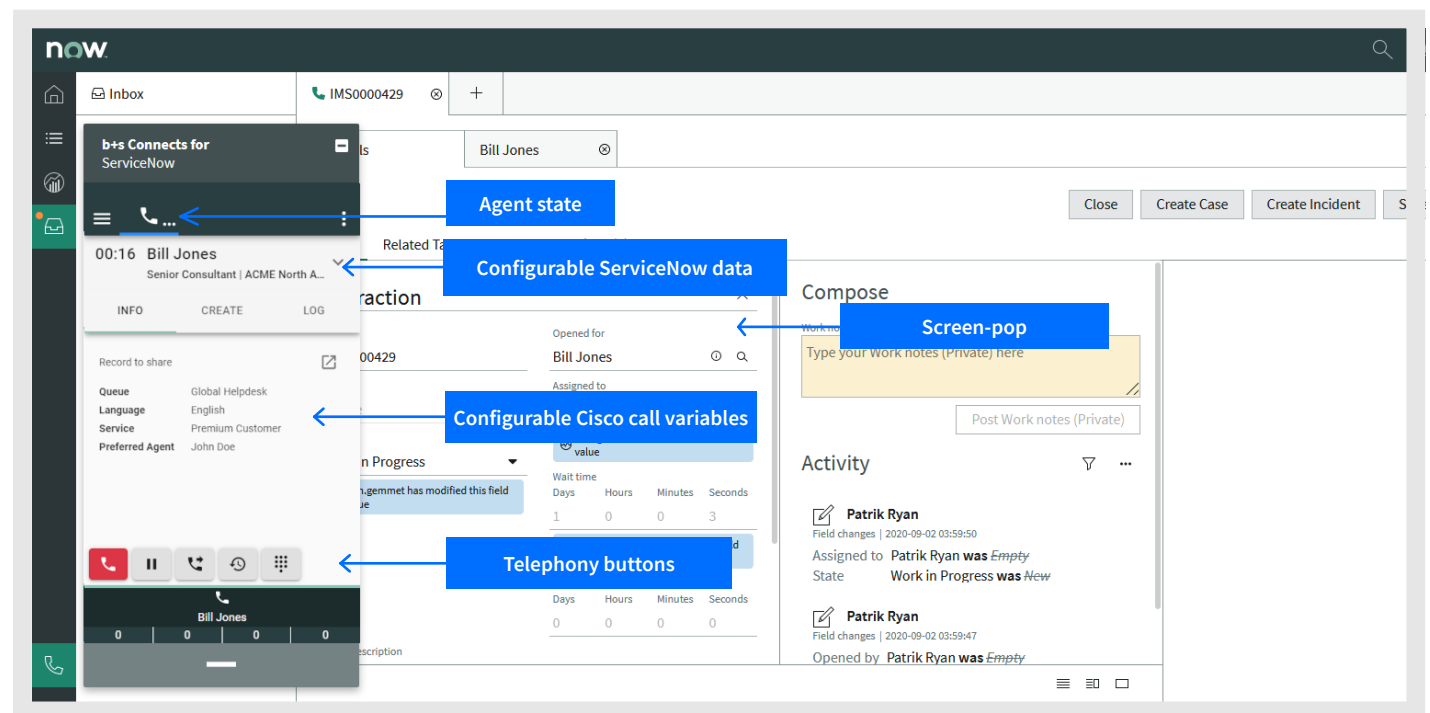 now.
Inbox
IMS0000429
b+s Connects for
ServiceNow
Bill Jones
Agent state
Close
Create Case
Create Incident
...
Related
00:16 Bill Jones
Senior Consultant | ACME North A...
Configurable ServiceNow data
INFO
CREATE
LOG
Compose
Screen-pop
Opened for
Bill Jones
Type your Work notes (Private) here
Record to share
Queue Global Helpdesk
Language English
Service Premium Customer
Preferred Agent John Doe
Assigned to
Configurable Cisco call variables
value
Post Work notes (Private)
Progress
has modified this field
Wait time
Days Hours Minutes Seconds
1 0 0 3
Activity
...
Patrik Ryan
Field changes | 2020-09-02 03:59:50
Assigned to Patrik Ryan was Empty
State Work in Progress was New
Telephony buttons
Days Hours Minutes Seconds
0 0 0 0
Bill Jones
0 0 0 0
Patrik Ryan
Field changes | 2020-09-02 03:59:47
Opened by Patrik Ryan was Empty